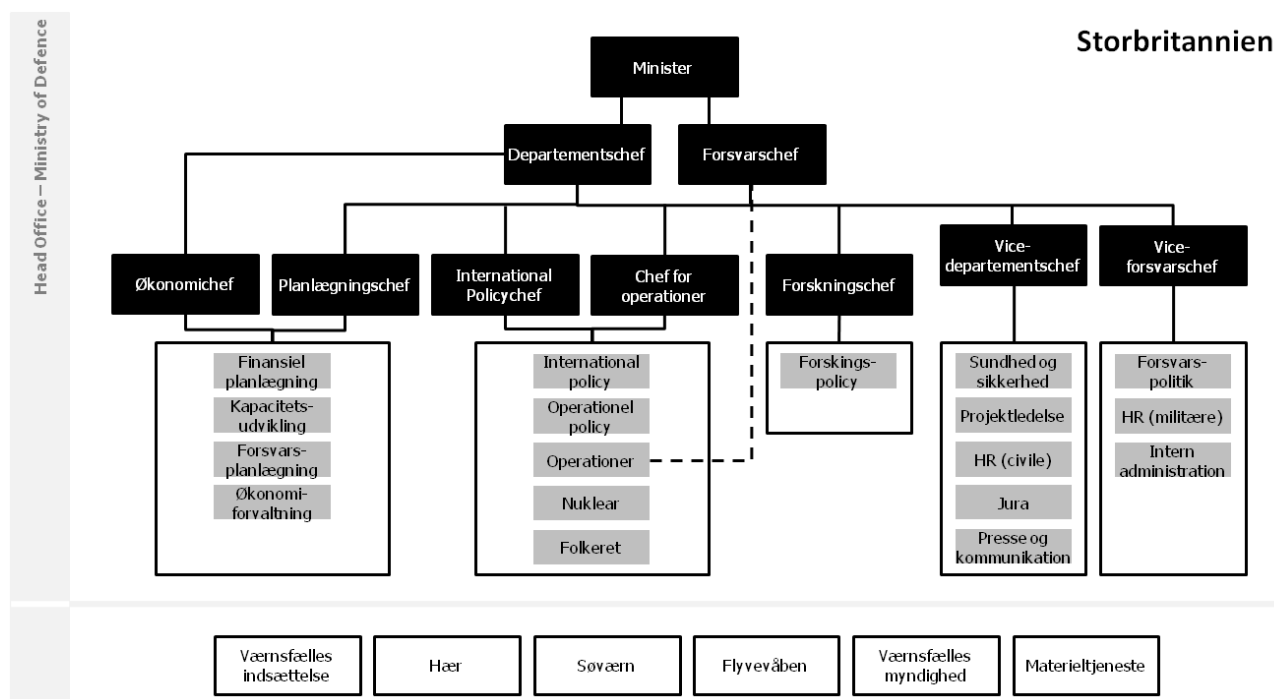 Storbritannien
Head Office – Ministry of Defence
Minister
Departementschef
Forsvarschef
Økonomichef
Planlægningschef
International
Policychef
Chef for
operationer
Forskningschef
Vice-
departementschef
Vice-
forsvarschef
Finansiel
planlægning
Kapacitets-
udvikling
Forsvars-
planlægning
Økonomi-
forvaltning
International
policy
Operationel
policy
Operationer
Nuklear
Folkeret
Forskings-
policy
Sundhed og
sikkerhed
Projektledelse
HR (civile)
Jura
Presse og
kommunikation
Forsvars-
politik
HR (militære)
Intern
administration
Værnsfælles
indsættelse
Hær
Søværn
Flyvevåben
Værnsfælles
myndighed
Materieltjeneste